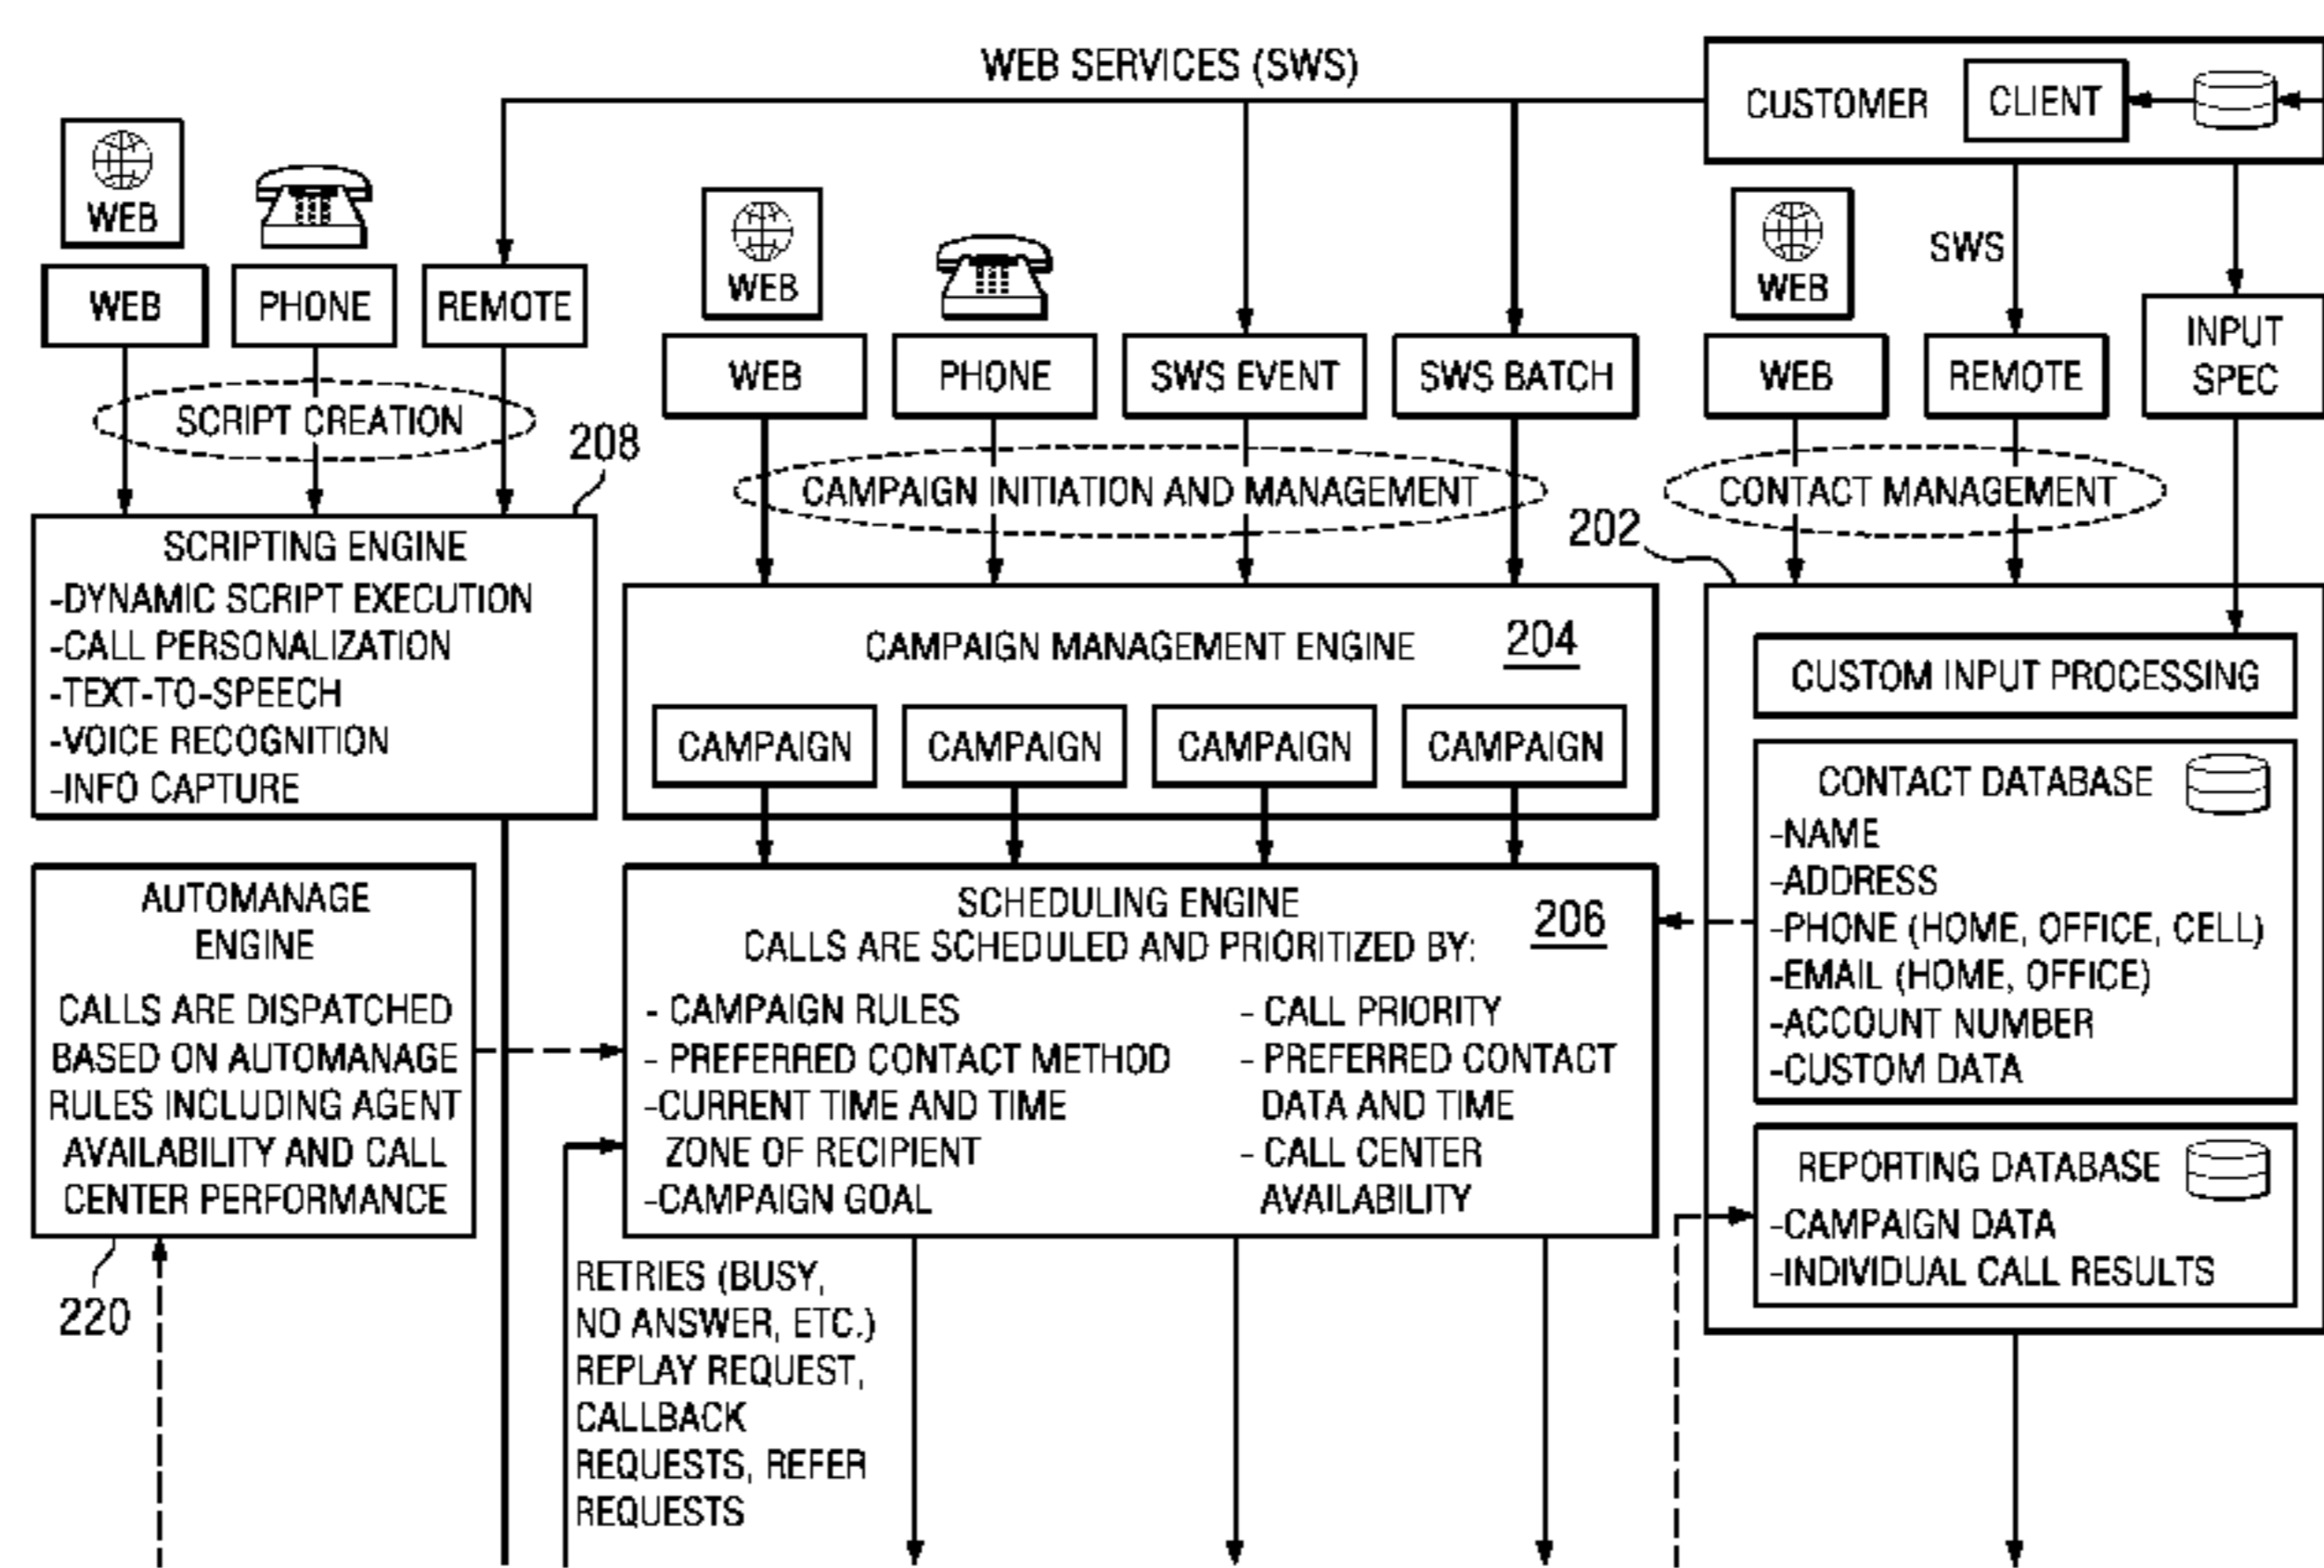 WEB SERVICES (SWS)
CUSTOMER
CLIENT
WEB
WEB
PHONE
REMOTE
SCRIPT CREATION
208
SCRIPTING ENGINE
-DYNAMIC SCRIPT EXECUTION
-CALL PERSONALIZATION
-TEXT-TO-SPEECH
-VOICE RECOGNITION
-INFO CAPTURE
WEB
WEB
PHONE
SWS EVENT
SWS BATCH
CAMPAIGN INITIATION AND MANAGEMENT
CAMPAIGN MANAGEMENT ENGINE
204
CAMPAIGN
CAMPAIGN
CAMPAIGN
CAMPAIGN
WEB
SWS
WEB
REMOTE
INPUT
SPEC
CONTACT MANAGEMENT
202
CUSTOM INPUT PROCESSING
CONTACT DATABASE
-NAME
-ADDRESS
-PHONE (HOME, OFFICE, CELL)
-EMAIL (HOME, OFFICE)
-ACCOUNT NUMBER
-CUSTOM DATA
REPORTING DATABASE
-CAMPAIGN DATA
-INDIVIDUAL CALL RESULTS
AUTOMANAGE
ENGINE
CALLS ARE DISPATCHED
BASED ON AUTOMANAGE
RULES INCLUDING AGENT
AVAILABILITY AND CALL
CENTER PERFORMANCE
220
SCHEDULING ENGINE
206
CALLS ARE SCHEDULED AND PRIORITIZED BY:
- CAMPAIGN RULES
- PREFERRED CONTACT METHOD
-CURRENT TIME AND TIME
ZONE OF RECIPIENT
-CAMPAIGN GOAL
- CALL PRIORITY
- PREFERRED CONTACT
DATA AND TIME
- CALL CENTER
AVAILABILITY
RETRIES (BUSY,
NO ANSWER, ETC.)
REPLAY REQUEST,
CALLBACK
REQUESTS, REFER
REQUESTS